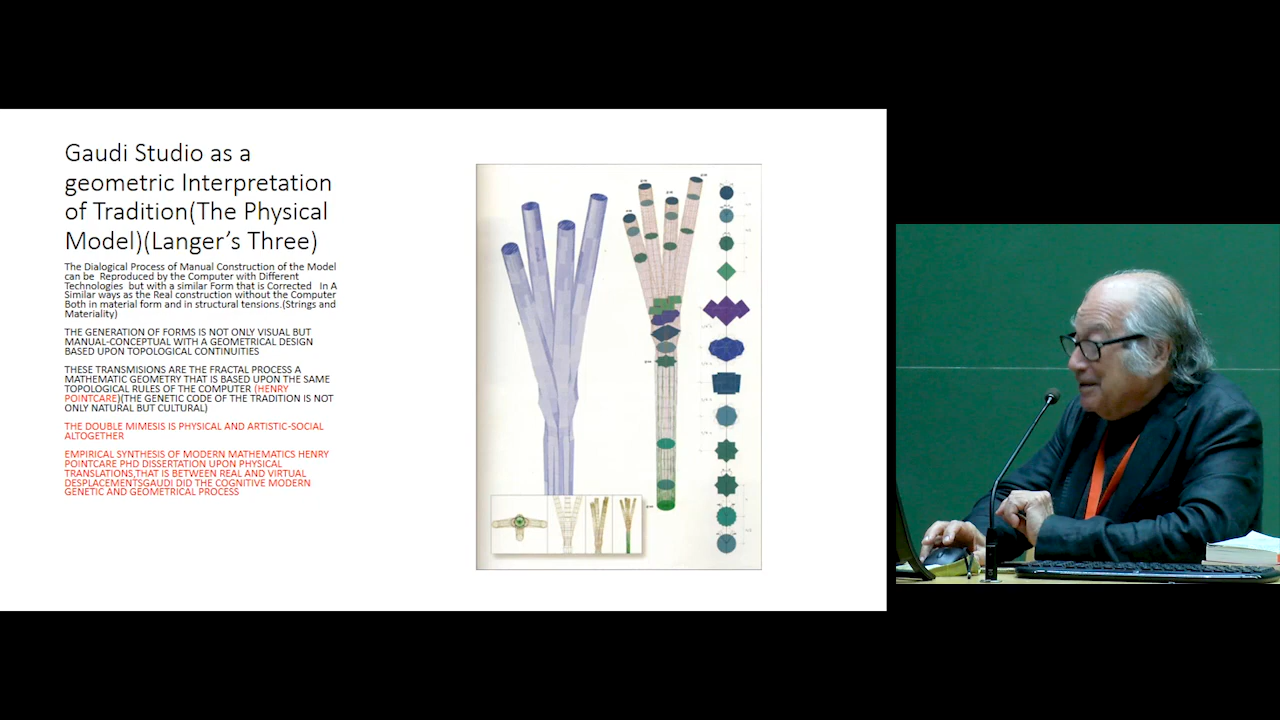 Gaudi Studio as a
geometric Interpretation
of Tradition(The Physical
Model)(Langer's Three)
The Dialogical Process of Manual Construction of the Model
can be Reproduced by the Computer with Different
Technologies but with a similar Form that is Corrected In A
Similar ways as the Real construction without the Computer
Both in material form and in structural tensions.(Strings and
Materiality)
THE GENERATION OF FORMS IS NOT ONLY VISUAL BUT
MANUAL-CONCEPTUAL WITH A GEOMETRICAL DESIGN
BASED UPON TOPOLOGICAL CONTINUITIES
THESE TRANSMISIONS ARE THE FRACTAL PROCESS A
MATHEMATIC GEOMETRY THAT IS BASED UPON THE SAME
TOPOLOGICAL RULES OF THE COMPUTER (HENRY
POINTCARE)(THE GENETIC CODE OF THE TRADITION IS NOT
ONLY NATURAL BUT CULTURAL)
THE DOUBLE MIMESIS IS PHYSICAL AND ARTISTIC-SOCIAL
ALTOGETHER
EMPIRICAL SYNTHESIS OF MODERN MATHEMATICS HENRY
POINTCARE PHD DISSERTATION UPON PHYSICAL
TRANSLATIONS,THAT IS BETWEEN REAL AND VIRTUAL
DESPLACEMENTSGAUDI DID THE COGNITIVE MODERN
GENETIC AND GEOMETRICAL PROCESS